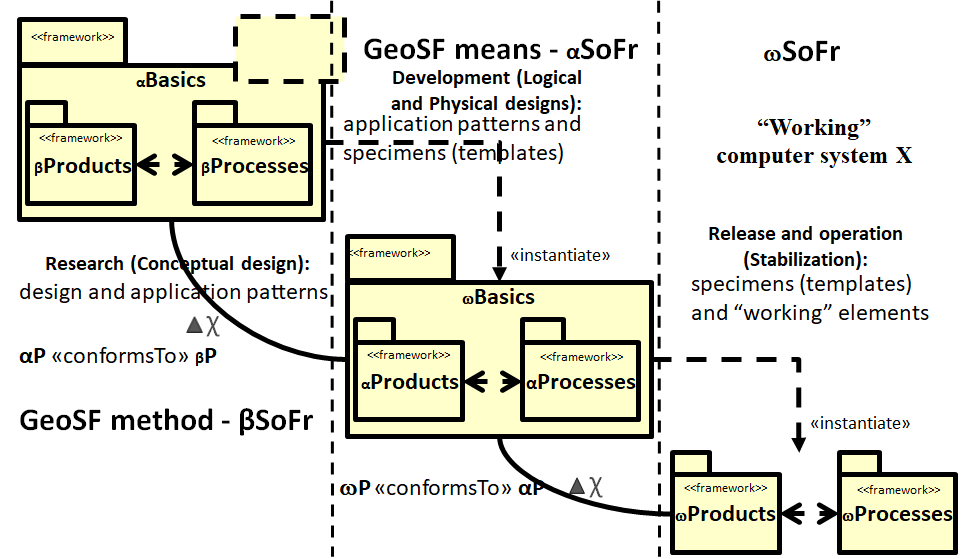 <<framework>>
αBasics
<<framework>>
βProducts
<<framework>>
βProcesses
Research (Conceptual design):
design and application patterns
▲χ
αP «conformsTo» βP
GeoSF method - βSoFr
GeoSF means - αSoFr
Development (Logical
and Physical designs):
application patterns and
specimens (templates)
«instantiate»
<<framework>>
ωBasics
<<framework>>
αProducts
<<framework>>
αProcesses
ωP «conformsTo» αP
▲χ
ωSoFr
“Working”
computer system X
Release and operation
(Stabilization):
specimens (templates)
and “working” elements
«instantiate»
<<framework>>
ωProducts
<<framework>>
ωProcesses